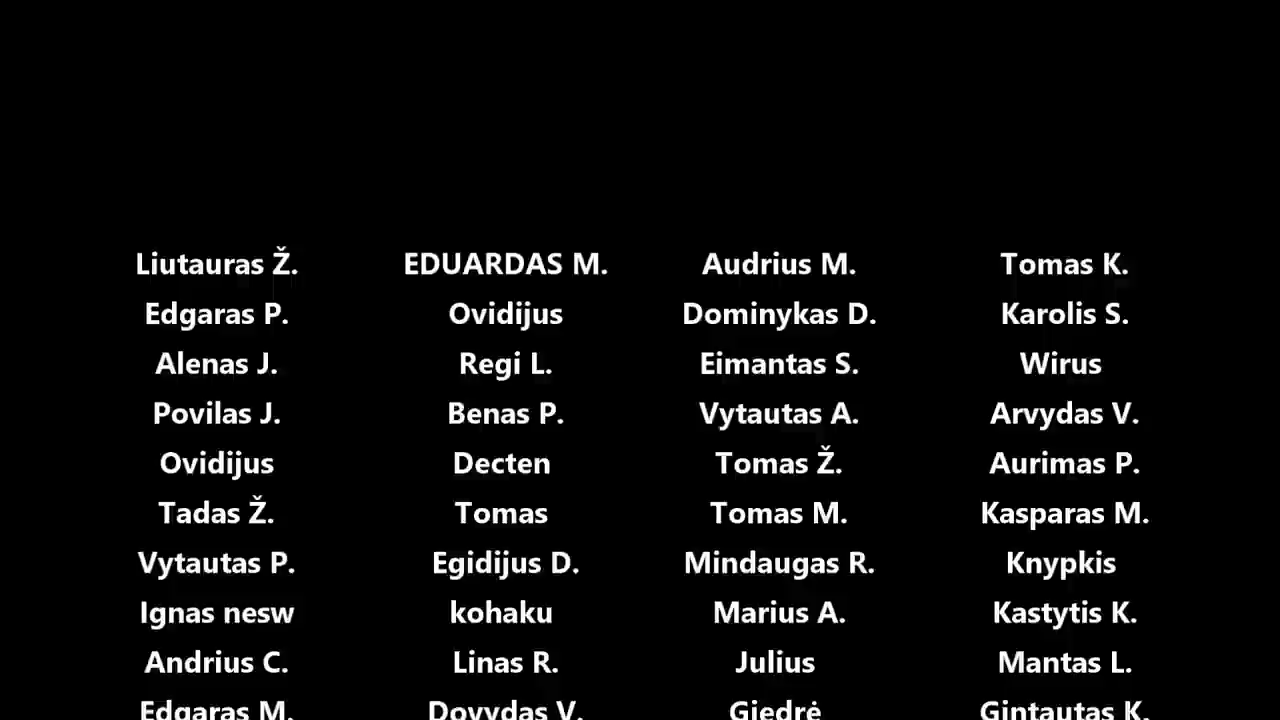 Liutauras Ž. EDUARDAS M. Audrius M. Tomas K.
Edgaras P. Ovidijus Dominykas D. Karolis S.
Alenas J. Regi L. Eimantas S. Wirus
Povilas J. Benas P. Vytautas A. Arvydas V.
Ovidijus Decten Tomas Ž. Aurimas P.
Tadas Ž. Tomas Tomas M. Kasparas M.
Vytautas P. Egidijus D. Mindaugas R. Knypkis
Ignas nesw kohaku Marius A. Kastytis K.
Andrius C. Linas R. Julius Mantas L.
Edgaras M. Dovydas V. Giedrė Gintautas K.